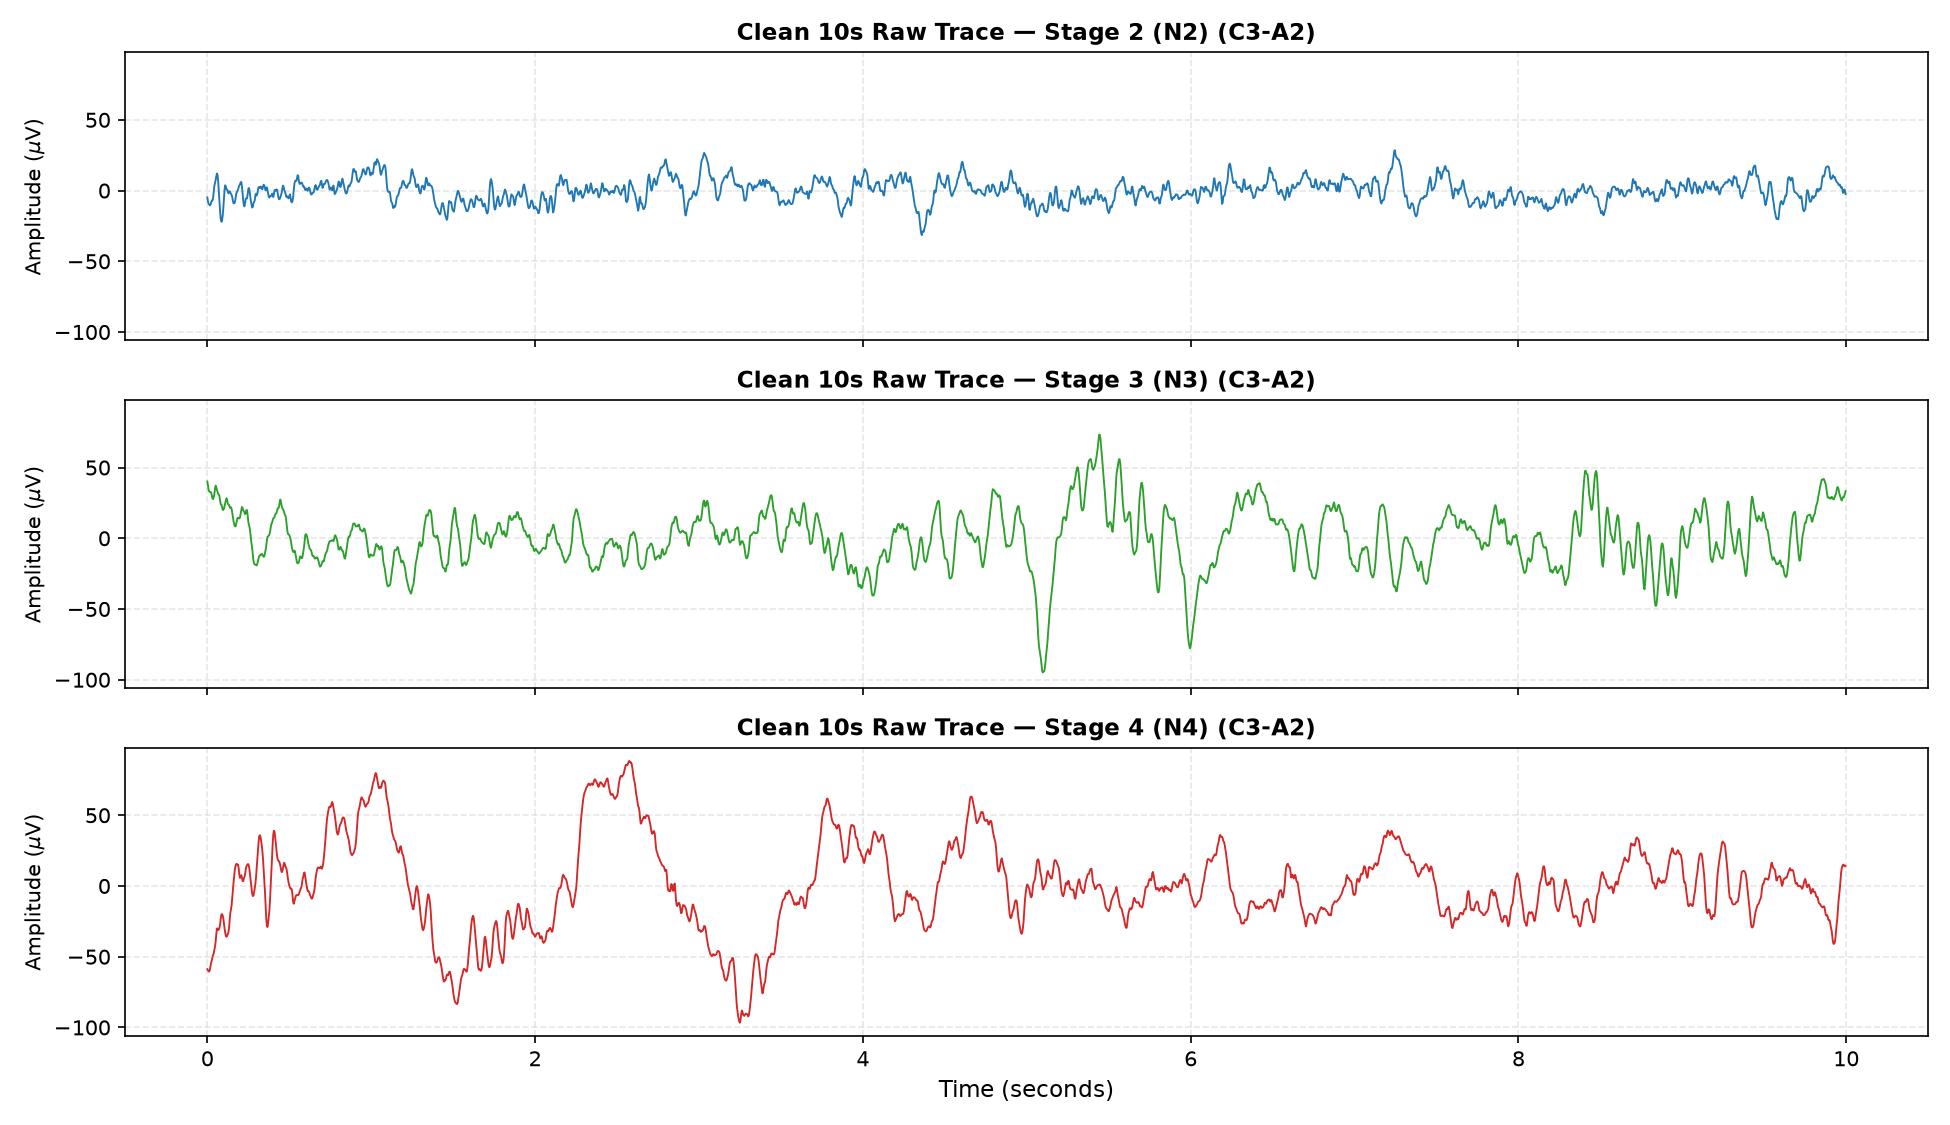 Clean 10s Raw Trace — Stage 2 (N2) (C3-A2)
Amplitude (μV)
50
0
−50
−100
Clean 10s Raw Trace — Stage 3 (N3) (C3-A2)
Amplitude (μV)
50
0
−50
−100
Clean 10s Raw Trace — Stage 4 (N4) (C3-A2)
Amplitude (μV)
50
0
−50
−100
0 2 4 6 8 10
Time (seconds)